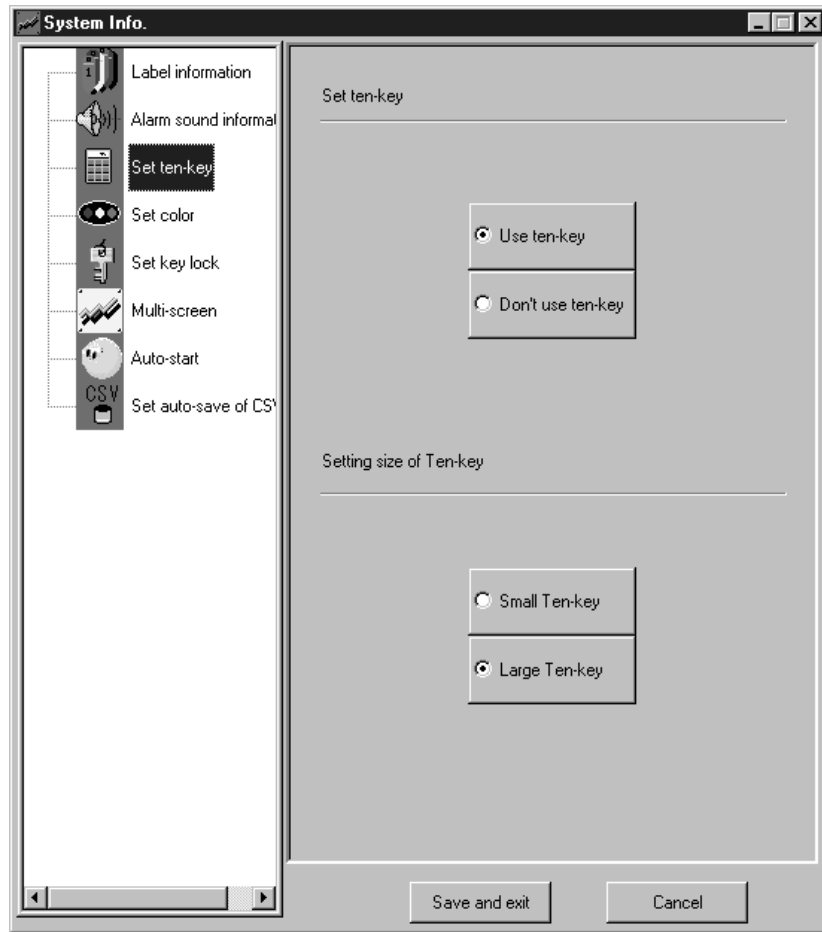 System Info.
Label information
Alarm sound informat
Set ten-key
Set color
Set key lock
Multi-screen
Auto-start
CSV
Set auto-save of CSV
Set ten-key
Use ten-key
Don't use ten-key
Setting size of Ten-key
Small Ten-key
Large Ten-key
Save and exit
Cancel